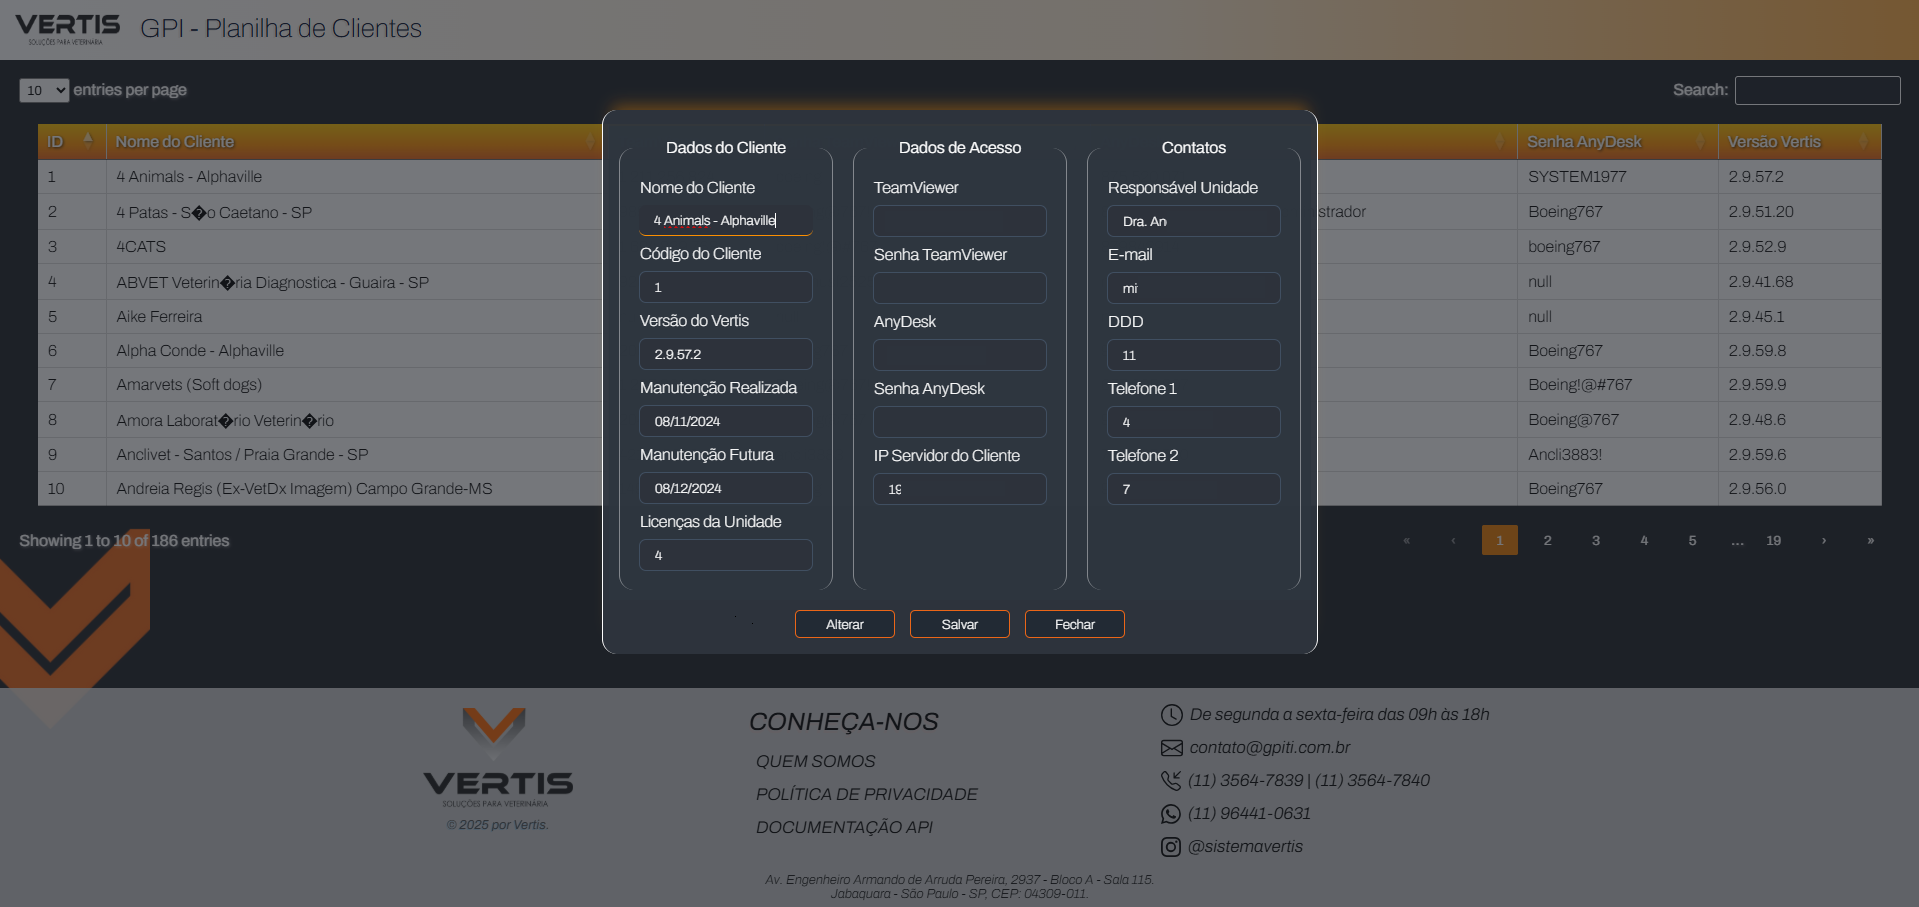 VERTIS
SOLUÇÕES PARA VETERINÁRIA
GPI - Planilha de Clientes
10 entries per page
Search:
ID Nome do Cliente Senha AnyDesk Versão Vertis
1 4 Animals - Alphaville SYSTEM1977 2.9.57.2
2 4 Patas - S�o Caetano - SP strador Boeing767 2.9.51.20
3 4CATS boeing767 2.9.52.9
4 ABVET Veterin�ria Diagnostica - Guaira - SP null 2.9.41.68
5 Aike Ferreira null 2.9.45.1
6 Alpha Conde - Alphaville Boeing767 2.9.59.8
7 Amarvets (Soft dogs) Boeing!@#767 2.9.59.9
8 Amora Laborat�rio Veterin�rio Boeing@767 2.9.48.6
9 Anclivet - Santos / Praia Grande - SP Ancli3883! 2.9.59.6
10 Andreia Regis (Ex-VetDx Imagem) Campo Grande-MS Boeing767 2.9.56.0
Showing 1 to 10 of 186 entries
« ‹ 1 2 3 4 5 ... 19 › »
Dados do Cliente
Nome do Cliente
4 Animals - Alphaville
Código do Cliente
1
Versão do Vertis
2.9.57.2
Manutenção Realizada
08/11/2024
Manutenção Futura
08/12/2024
Licenças da Unidade
4
Dados de Acesso
TeamViewer
Senha TeamViewer
AnyDesk
Senha AnyDesk
IP Servidor do Cliente
19
Contatos
Responsável Unidade
Dra. An
E-mail
mi
DDD
11
Telefone 1
4
Telefone 2
7
Alterar Salvar Fechar
VERTIS
SOLUÇÕES PARA VETERINÁRIA
© 2025 por Vertis.
CONHEÇA-NOS
QUEM SOMOS
POLÍTICA DE PRIVACIDADE
DOCUMENTAÇÃO API
De segunda a sexta-feira das 09h às 18h
contato@gpiti.com.br
(11) 3564-7839 | (11) 3564-7840
(11) 96441-0631
@sistemavertis
Av. Engenheiro Armando de Arruda Pereira, 2937 - Bloco A - Sala 115.
Jabaquara - São Paulo - SP, CEP: 04309-011.